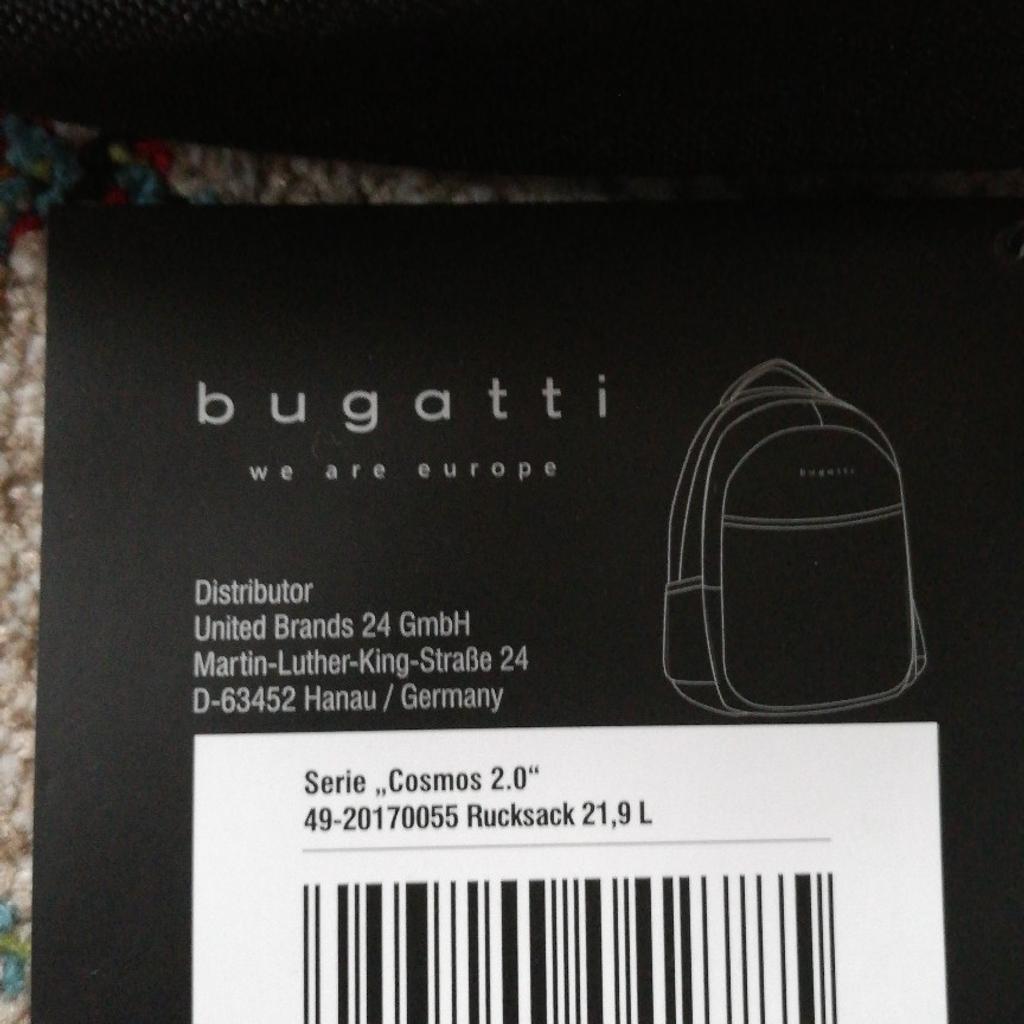 bugatti
we are europe
bugatti
Distributor
United Brands 24 GmbH
Martin-Luther-King-Straße 24
D-63452 Hanau / Germany
Serie „Cosmos 2.0“
49-20170055 Rucksack 21,9 L